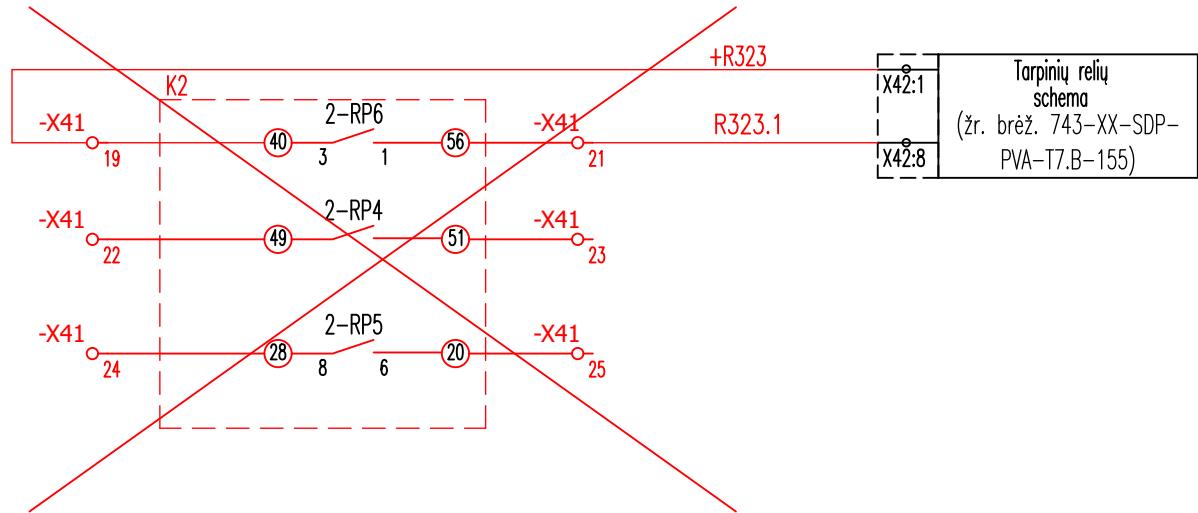 +R323
Tarpinių relių
schema
(žr. brėž. 743-XX-SDP-
PVA-T7.B-155)
X42:1
X42:8
K2
R323.1
-X41
19
40
2-RP6
3
1
56
-X41
21
-X41
22
49
2-RP4
51
23
-X41
-X41
24
28
2-RP5
8
6
20
-X41
25